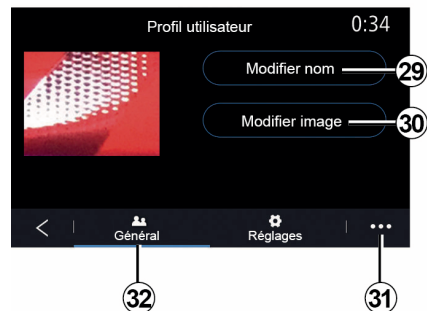 Profil utilisateur 0:34
Modifier nom 29
Modifier image 30
Général Réglages
32 31